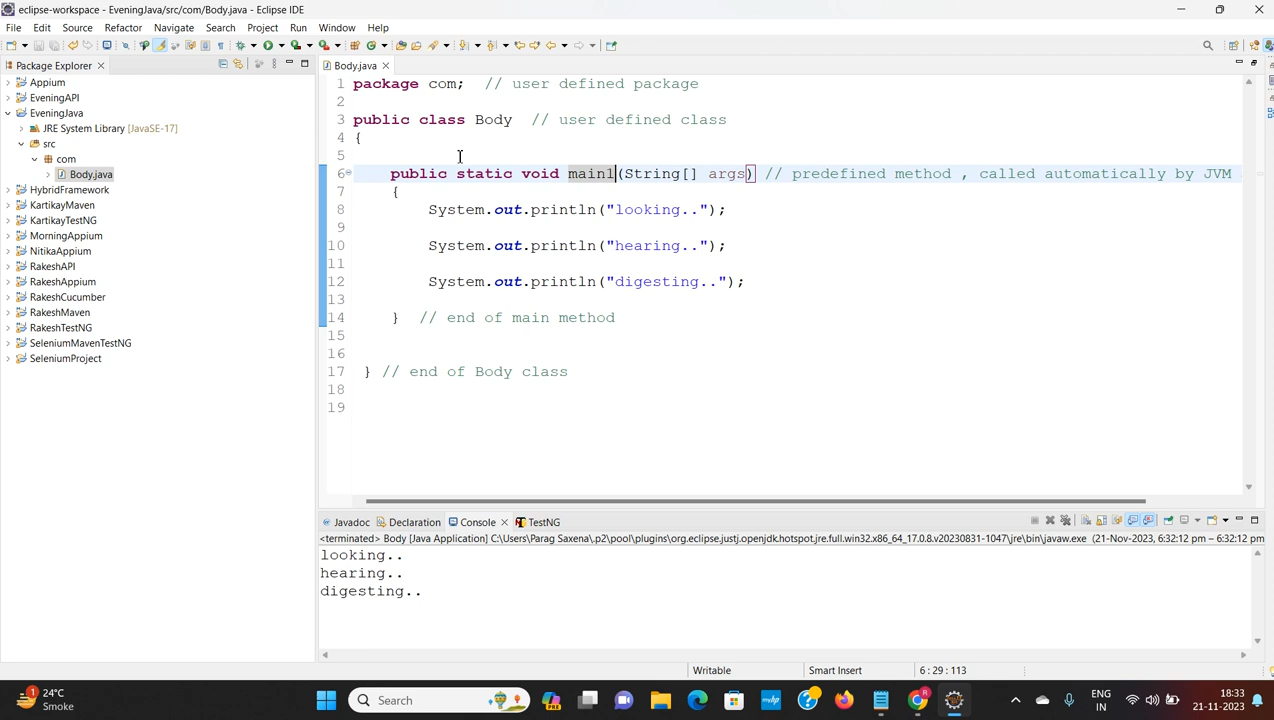 eclipse-workspace - EveningJava/src/com/Body.java - Eclipse IDE
File Edit Source Refactor Navigate Search Project Run Window Help
Package Explorer
Appium
EveningAPI
EveningJava
JRE System Library [JavaSE-17]
src
com
Body.java
HybridFramework
KartikayMaven
KartikayTestNG
MorningAppium
NitikaAppium
RakeshAPI
RakeshAppium
RakeshCucumber
RakeshMaven
RakeshTestNG
SeleniumMavenTestNG
SeleniumProject
Body.java
1 package com; // user defined package
2
3 public class Body // user defined class
4 {
5
6 public static void main1(String[] args) // predefined method , called automatically by JVM
7 {
8 System.out.println("looking..");
9
10 System.out.println("hearing..");
11
12 System.out.println("digesting..");
13
14 } // end of main method
15
16
17 } // end of Body class
18
19
Javadoc Declaration Console TestNG
<terminated> Body [Java Application] C:\Users\Parag Saxena\.p2\pool\plugins\org.eclipse.justj.openjdk.hotspot.jre.full.win32.x86_64_17.0.8.v20230831-1047\jre\bin\javaw.exe (21-Nov-2023, 6:32:12 pm – 6:32:12 pm
looking..
hearing..
digesting..
Writable Smart Insert 6 : 29 : 113
1 24°C
Smoke
Search
PRE
hp
ENG
IN
18:33
21-11-2023